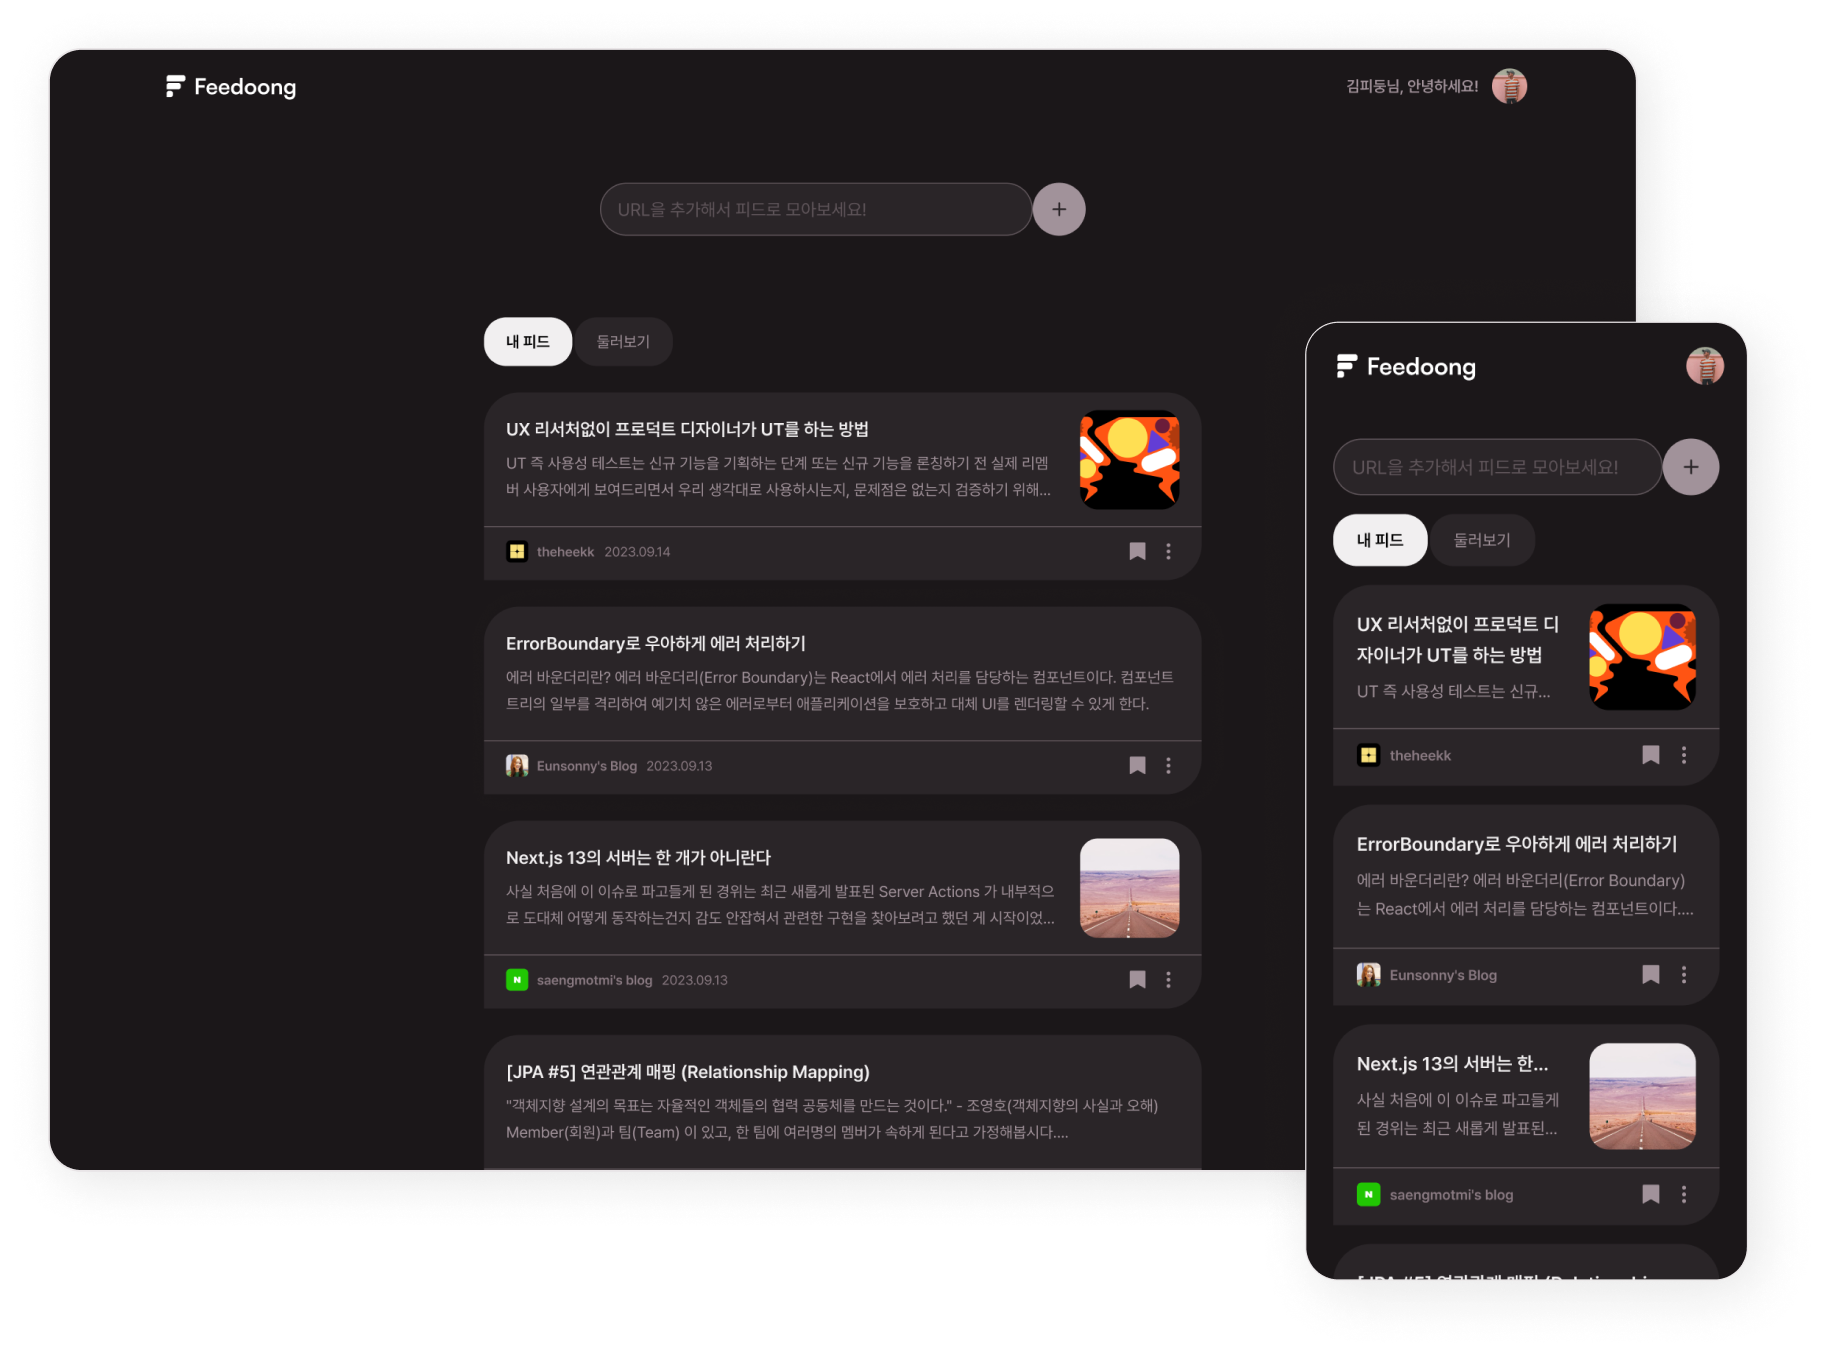 Feedoong
김피둥님, 안녕하세요!
URL을 추가해서 피드로 모아보세요!
내 피드
둘러보기
UX 리서처없이 프로덕트 디자이너가 UT를 하는 방법
UT 즉 사용성 테스트는 신규 기능을 기획하는 단계 또는 신규 기능을 론칭하기 전 실제 리멤
버 사용자에게 보여드리면서 우리 생각대로 사용하시는지, 문제점은 없는지 검증하기 위해...
theheekk 2023.09.14
ErrorBoundary로 우아하게 에러 처리하기
에러 바운더리란? 에러 바운더리(Error Boundary)는 React에서 에러 처리를 담당하는 컴포넌트이다. 컴포넌트
트리의 일부를 격리하여 예기치 않은 에러로부터 애플리케이션을 보호하고 대체 UI를 렌더링할 수 있게 한다.
Eunsonny's Blog 2023.09.13
Next.js 13의 서버는 한 개가 아니란다
사실 처음에 이 이슈로 파고들게 된 경위는 최근 새롭게 발표된 Server Actions 가 내부적으
로 도대체 어떻게 동작하는건지 감도 안잡혀서 관련한 구현을 찾아보려고 했던 게 시작이었...
N
saengmotmi's blog 2023.09.13
[JPA #5] 연관관계 매핑 (Relationship Mapping)
"객체지향 설계의 목표는 자율적인 객체들의 협력 공동체를 만드는 것이다." - 조영호(객체지향의 사실과 오해)
Member(회원)과 팀(Team) 이 있고, 한 팀에 여러명의 멤버가 속하게 된다고 가정해봅시다....
Feedoong
URL을 추가해서 피드로 모아보세요!
내 피드
둘러보기
UX 리서처없이 프로덕트 디
자이너가 UT를 하는 방법
UT 즉 사용성 테스트는 신규...
theheekk
ErrorBoundary로 우아하게 에러 처리하기
에러 바운더리란? 에러 바운더리(Error Boundary)
는 React에서 에러 처리를 담당하는 컴포넌트이다....
Eunsonny's Blog
Next.js 13의 서버는 한...
사실 처음에 이 이슈로 파고들게
된 경위는 최근 새롭게 발표된...
N
saengmotmi's blog
[JPA #5] 연관관계 매핑